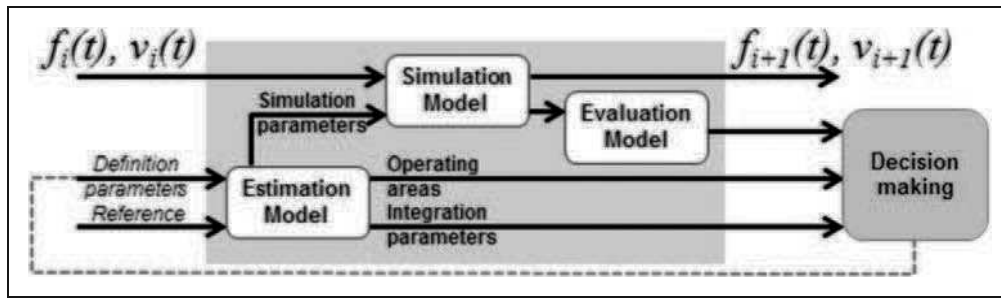 fi(t), vi(t)
fi+1(t), vi+1(t)
Simulation
Model
Simulation
parameters
Evaluation
Model
Definition
parameters
Reference
Estimation
Model
Operating
areas
Integration
parameters
Decision
making